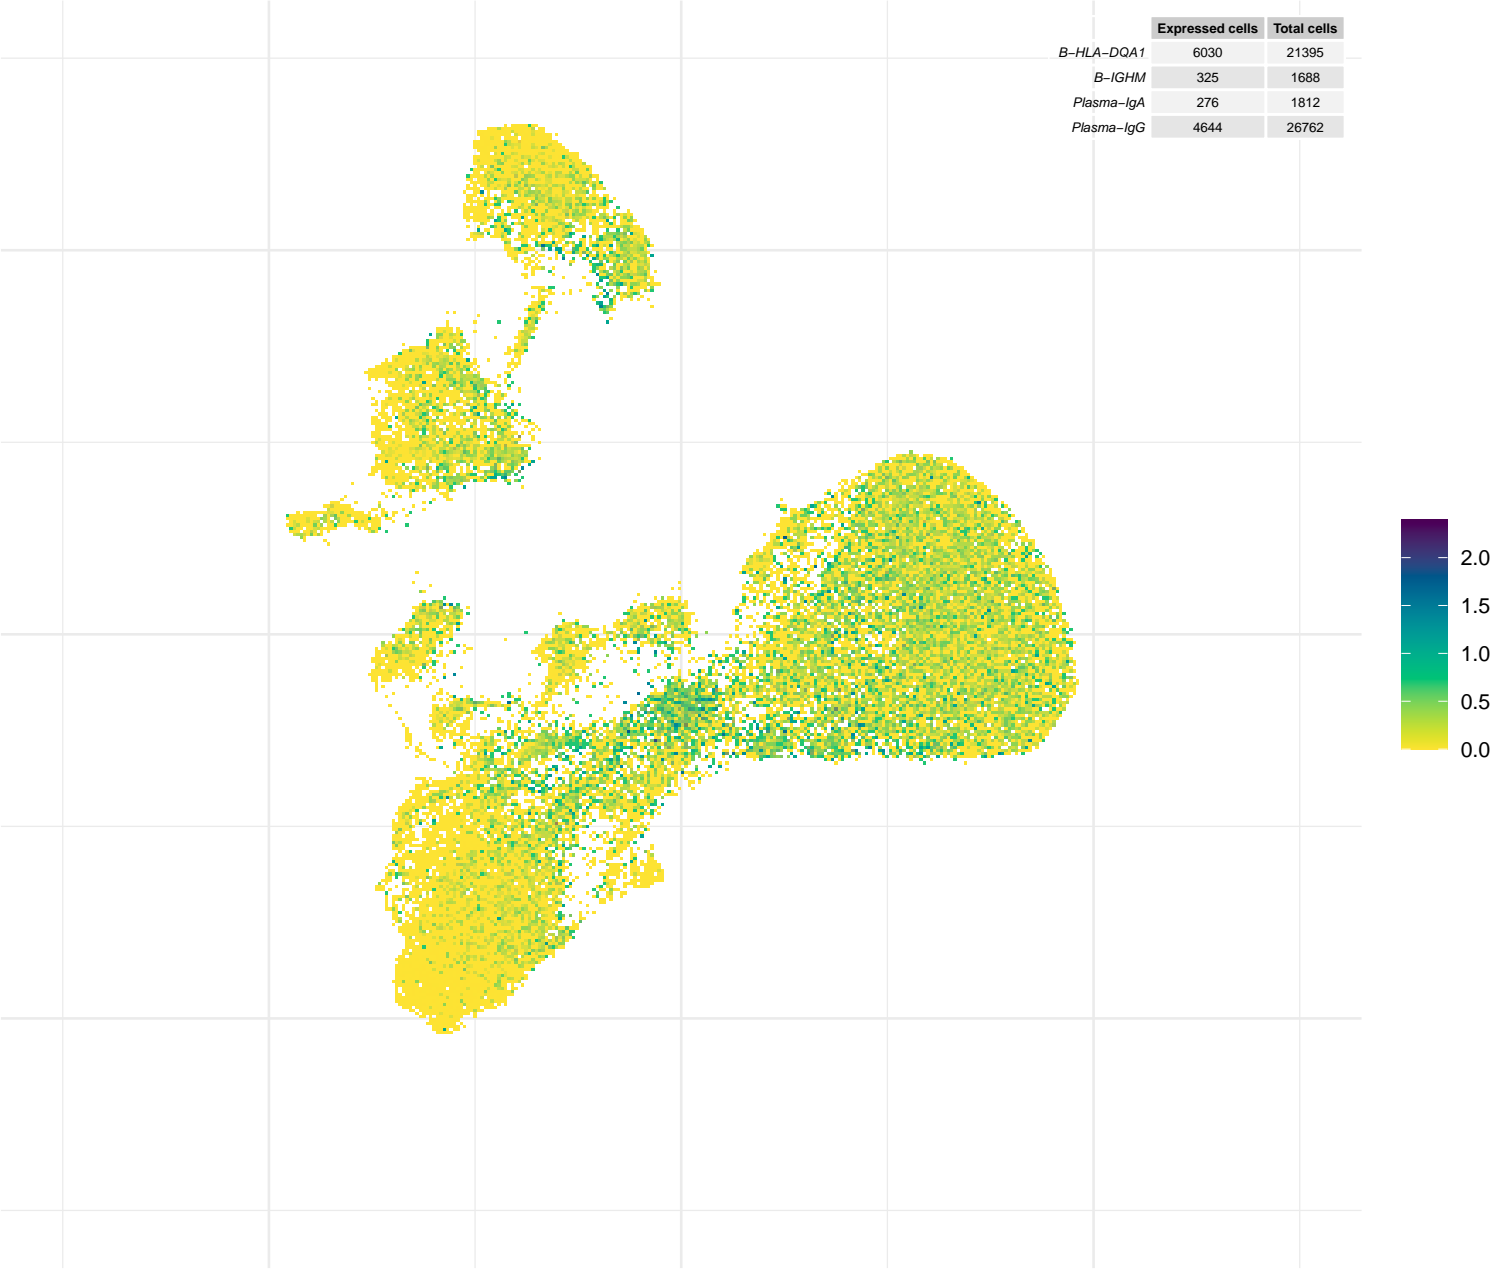 Expressed cells Total cells
B−HLA−DQA1 6030 21395
B−IGHM 325 1688
Plasma−IgA 276 1812
Plasma−IgG 4644 26762
2.0
1.5
1.0
0.5
0.0